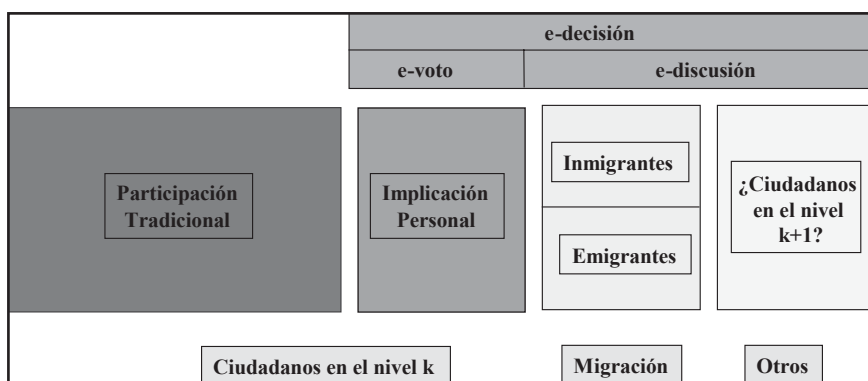 e-decisión
e-voto
e-discusión
Participación
Tradicional
Implicación
Personal
Inmigrantes
Emigrantes
¿Ciudadanos
en el nivel
k+1?
Ciudadanos en el nivel k
Migración
Otros